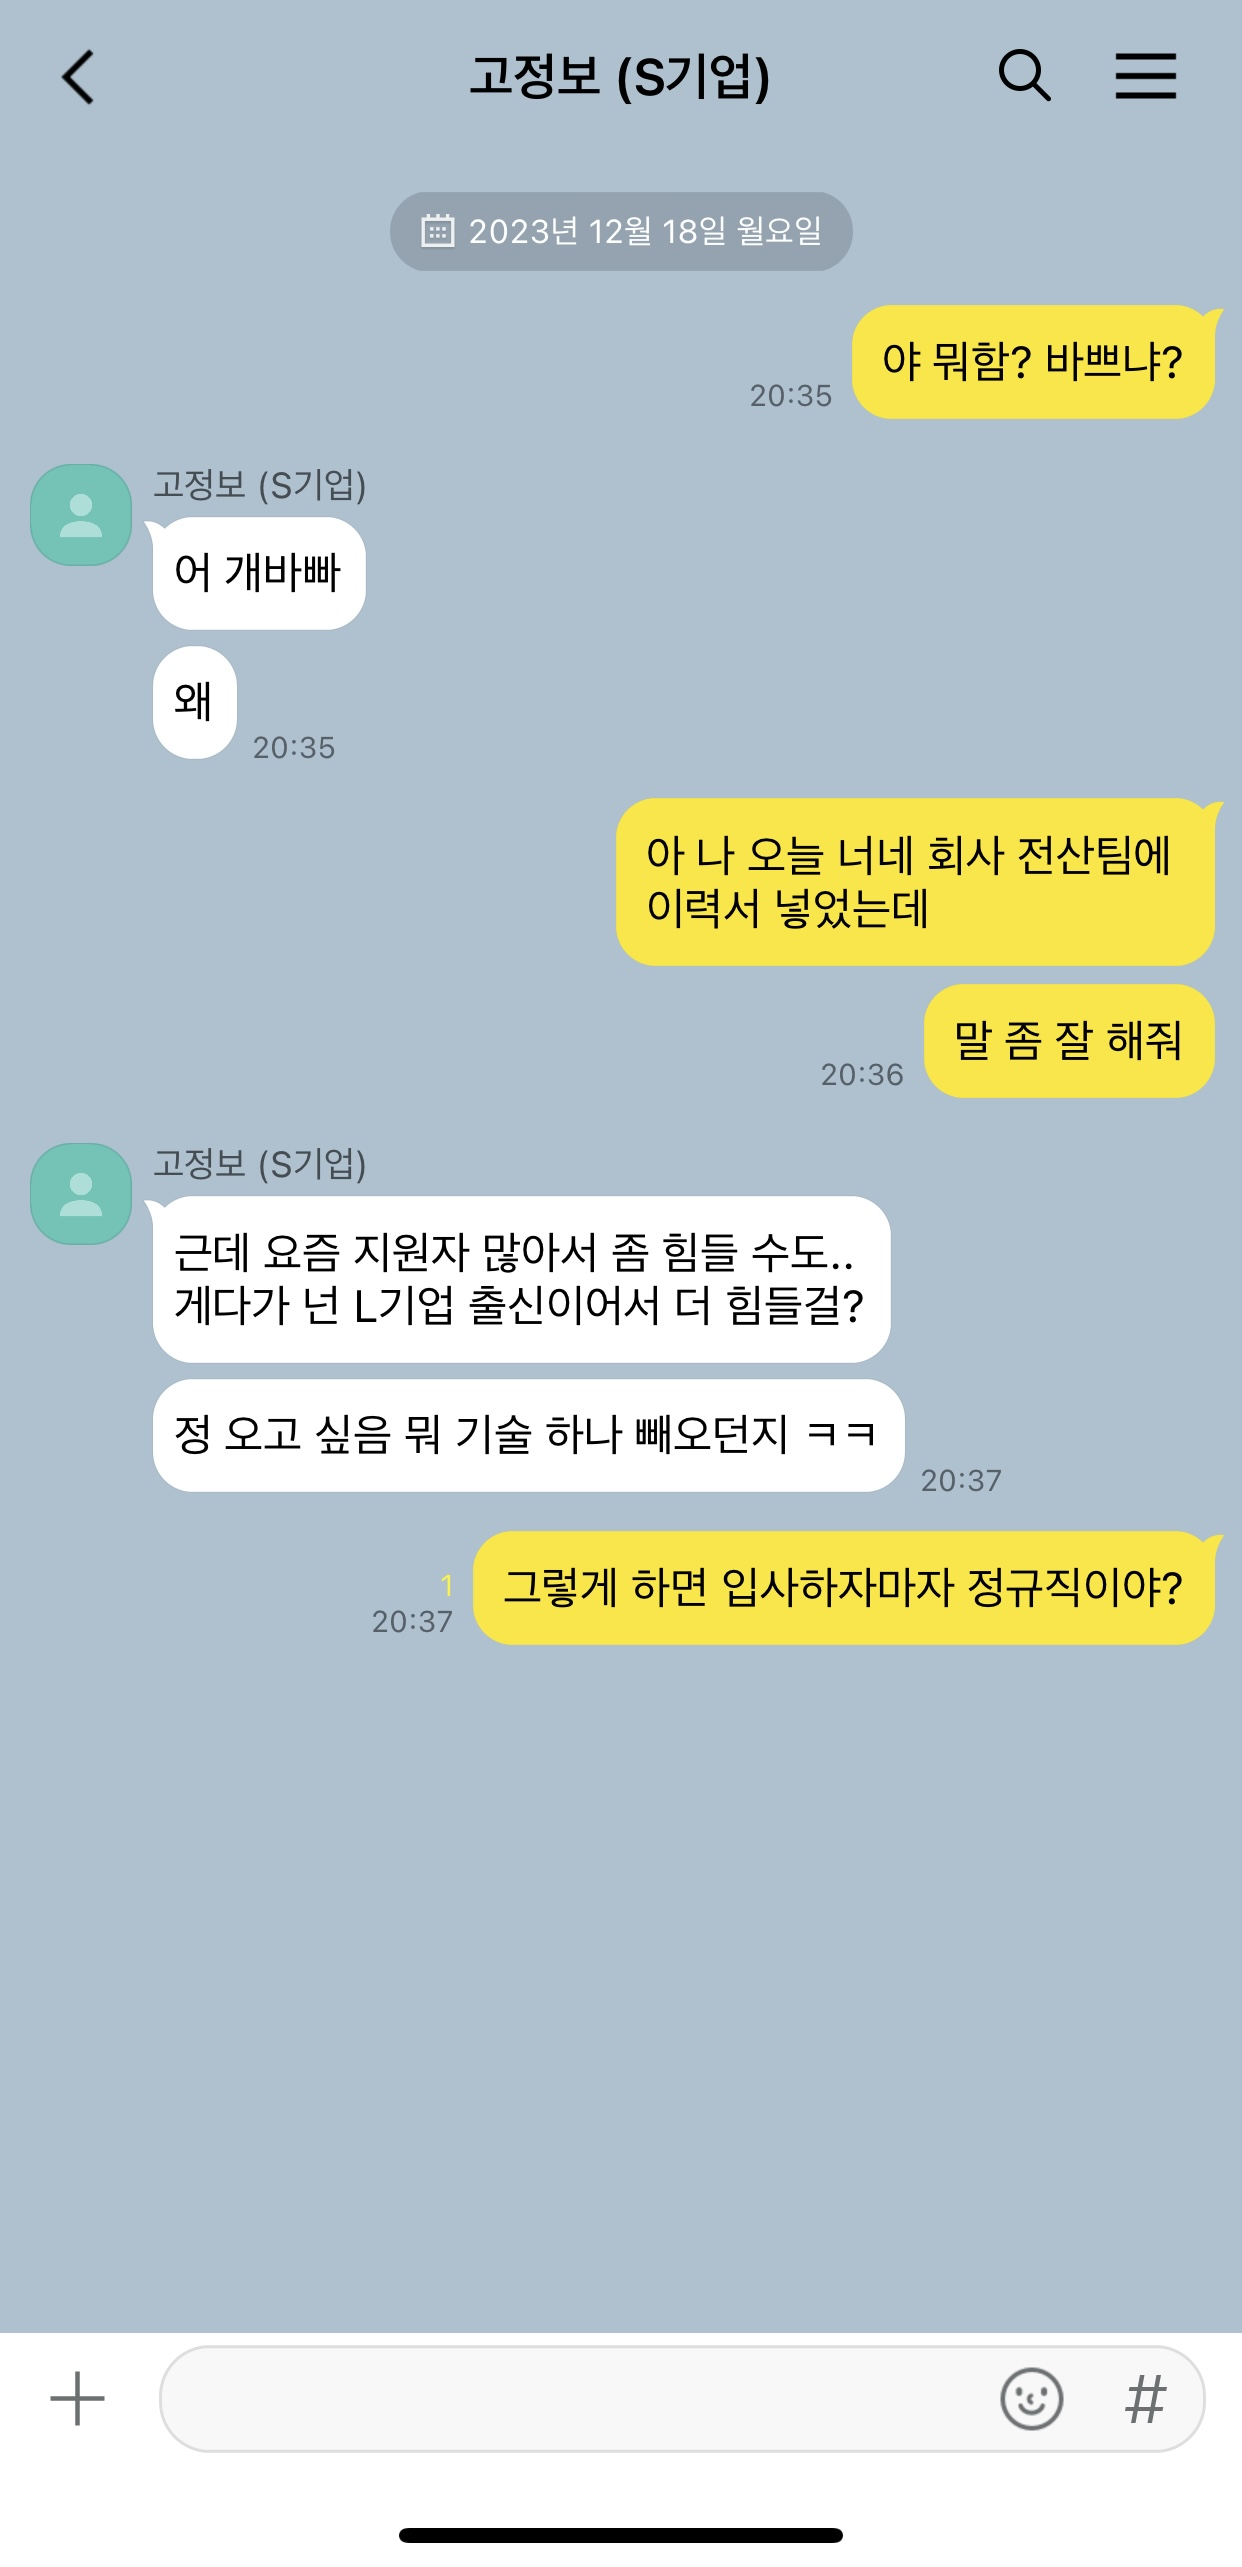 고정보 (S기업)
2023년 12월 18일 월요일
야 뭐함? 바쁘냐?
20:35
고정보 (S기업)
어 개바빠
왜
20:35
아 나 오늘 너네 회사 전산팀에
이력서 넣었는데
말 좀 잘 해줘
20:36
고정보 (S기업)
근데 요즘 지원자 많아서 좀 힘들 수도..
게다가 넌 L기업 출신이어서 더 힘들걸?
정 오고 싶음 뭐 기술 하나 빼오던지 ㅋㅋ
20:37
그렇게 하면 입사하자마자 정규직이야?
1
20:37
#